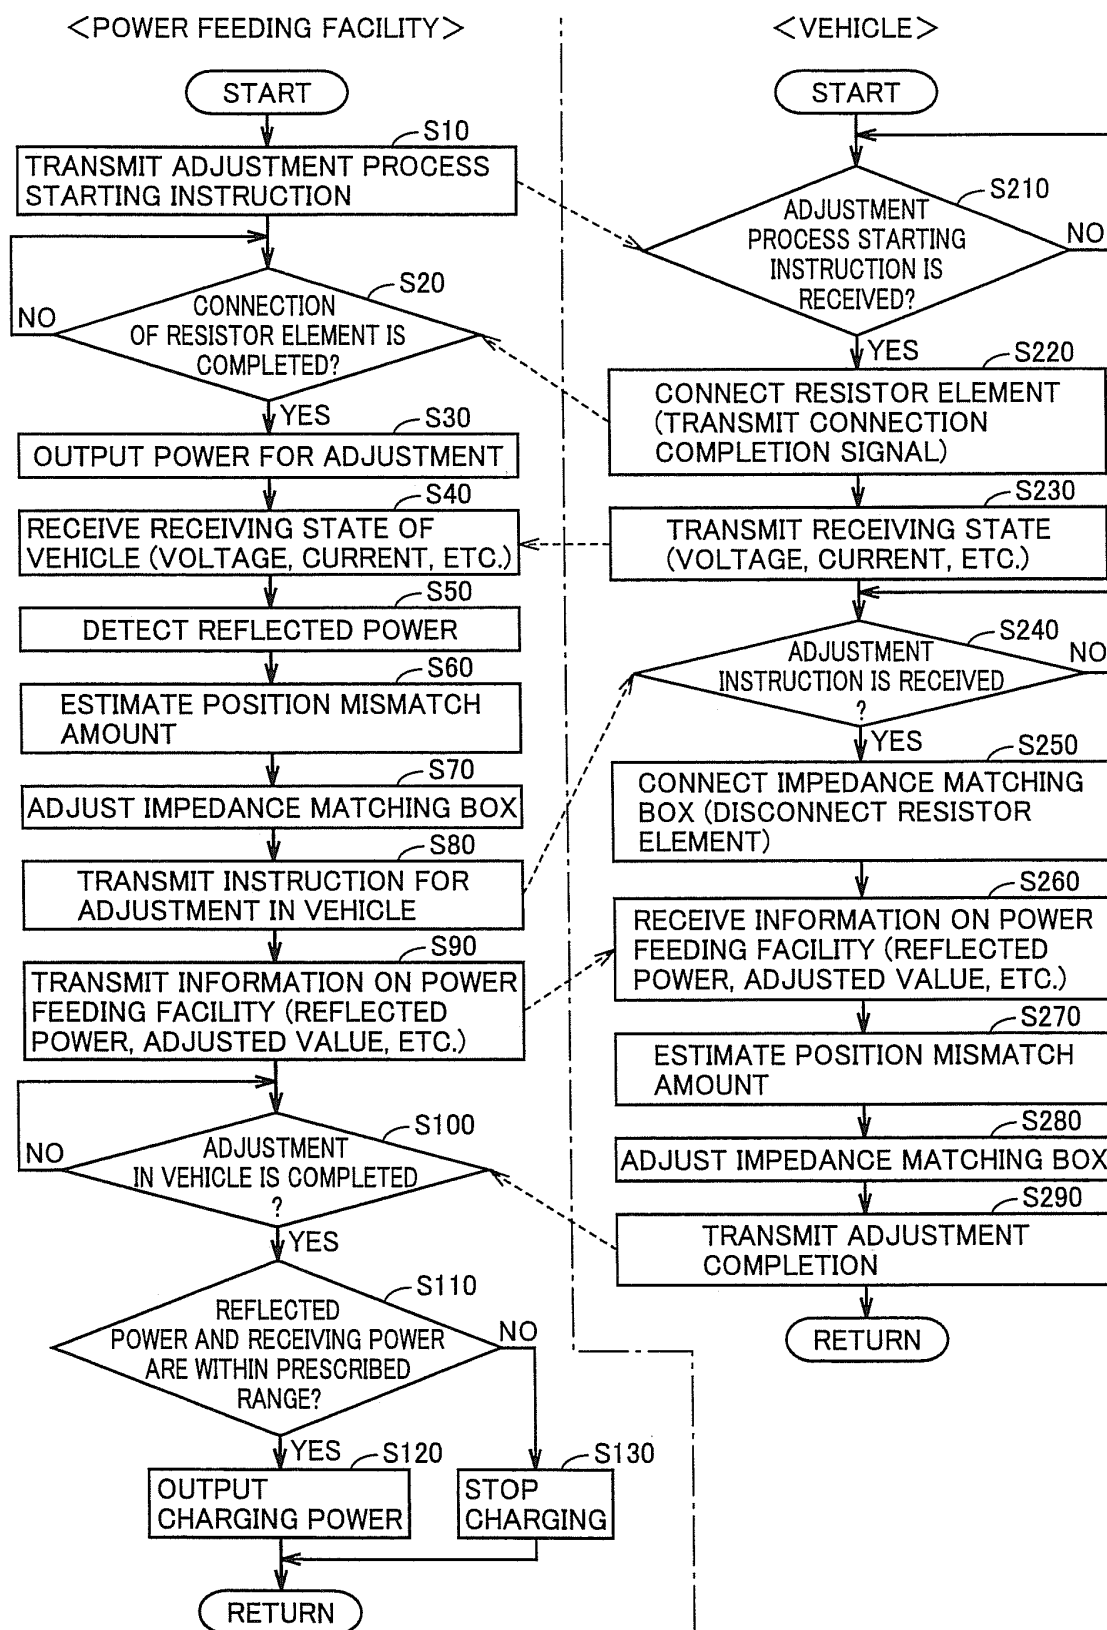 <POWER FEEDING FACILITY>
START
S10
TRANSMIT ADJUSTMENT PROCESS
STARTING INSTRUCTION
S20
NO
CONNECTION
OF RESISTOR ELEMENT IS
COMPLETED?
YES
S30
OUTPUT POWER FOR ADJUSTMENT
S40
RECEIVE RECEIVING STATE OF
VEHICLE (VOLTAGE, CURRENT, ETC.)
S50
DETECT REFLECTED POWER
S60
ESTIMATE POSITION MISMATCH
AMOUNT
S70
ADJUST IMPEDANCE MATCHING BOX
S80
TRANSMIT INSTRUCTION FOR
ADJUSTMENT IN VEHICLE
S90
TRANSMIT INFORMATION ON POWER
FEEDING FACILITY (REFLECTED
POWER, ADJUSTED VALUE, ETC.)
S100
NO
ADJUSTMENT
IN VEHICLE IS COMPLETED
?
YES
S110
REFLECTED
POWER AND RECEIVING POWER
ARE WITHIN PRESCRIBED
RANGE?
NO
YES
S120
OUTPUT
CHARGING POWER
S130
STOP
CHARGING
RETURN
<VEHICLE>
START
S210
ADJUSTMENT
PROCESS STARTING
INSTRUCTION IS
RECEIVED?
NO
YES
S220
CONNECT RESISTOR ELEMENT
(TRANSMIT CONNECTION
COMPLETION SIGNAL)
S230
TRANSMIT RECEIVING STATE
(VOLTAGE, CURRENT, ETC.)
S240
ADJUSTMENT
INSTRUCTION IS RECEIVED
?
NO
YES
S250
CONNECT IMPEDANCE MATCHING
BOX (DISCONNECT RESISTOR
ELEMENT)
S260
RECEIVE INFORMATION ON POWER
FEEDING FACILITY (REFLECTED
POWER, ADJUSTED VALUE, ETC.)
S270
ESTIMATE POSITION MISMATCH
AMOUNT
S280
ADJUST IMPEDANCE MATCHING BOX
S290
TRANSMIT ADJUSTMENT
COMPLETION
RETURN